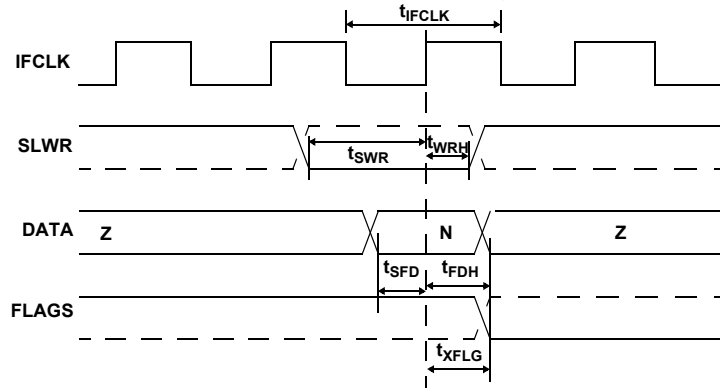 tIFCLK
IFCLK
SLWR
tSWR
tWRH
DATA
Z
N
Z
tSFD
tFDH
FLAGS
tXFLG